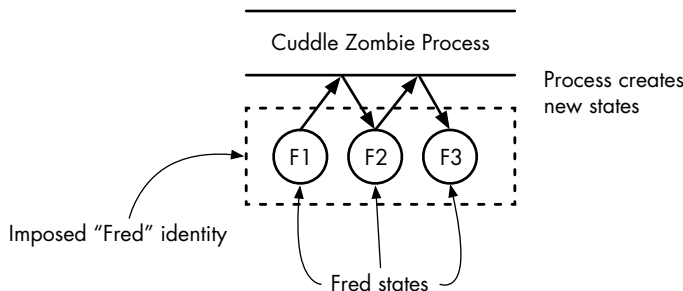 Cuddle Zombie Process
Process creates
new states
F1 F2 F3
Imposed “Fred” identity
Fred states